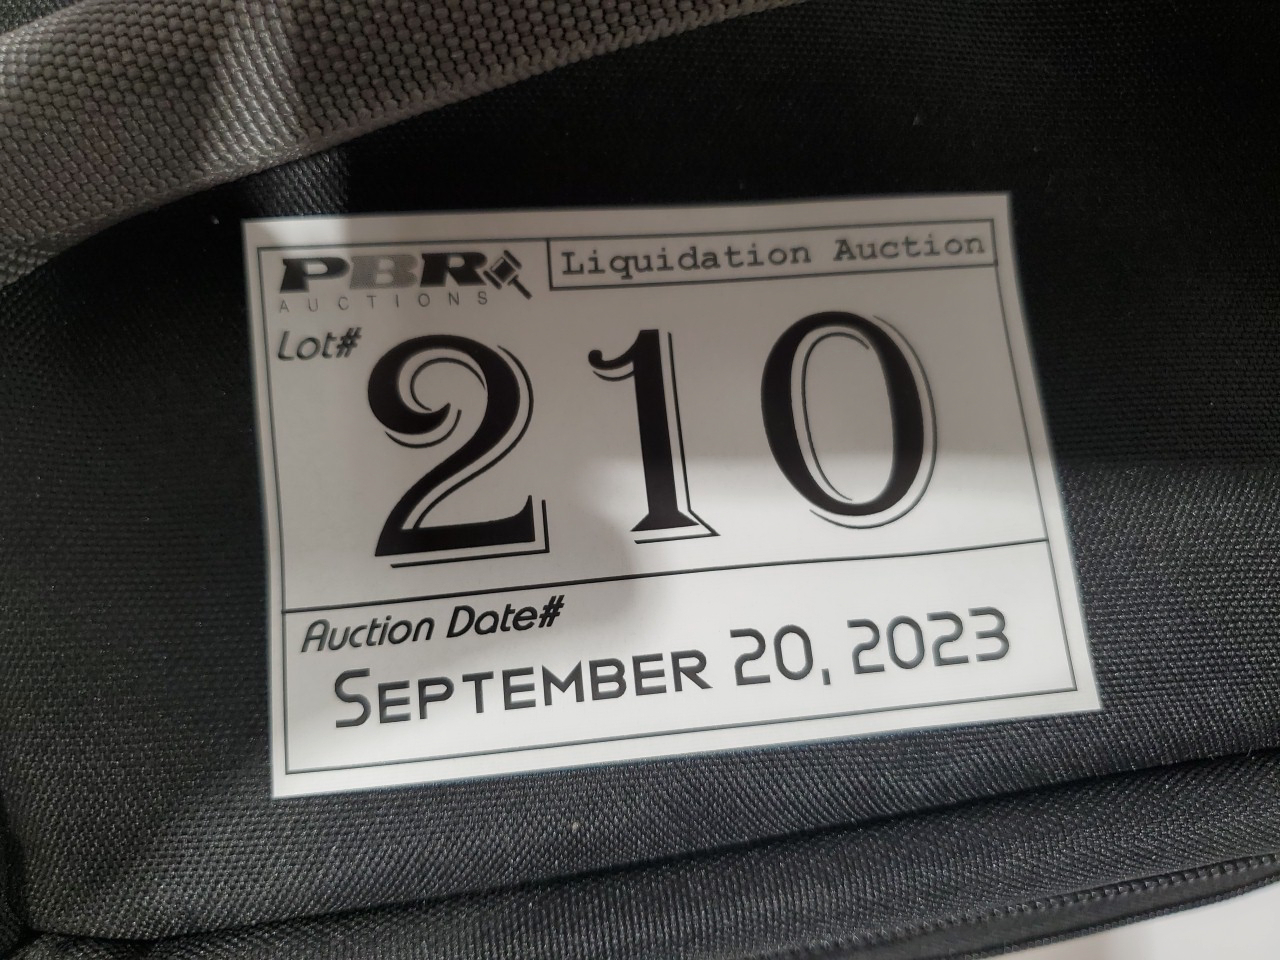 PBR
AUCTIONS
Liquidation Auction
Lot#
210
Auction Date#
SEPTEMBER 20, 2023